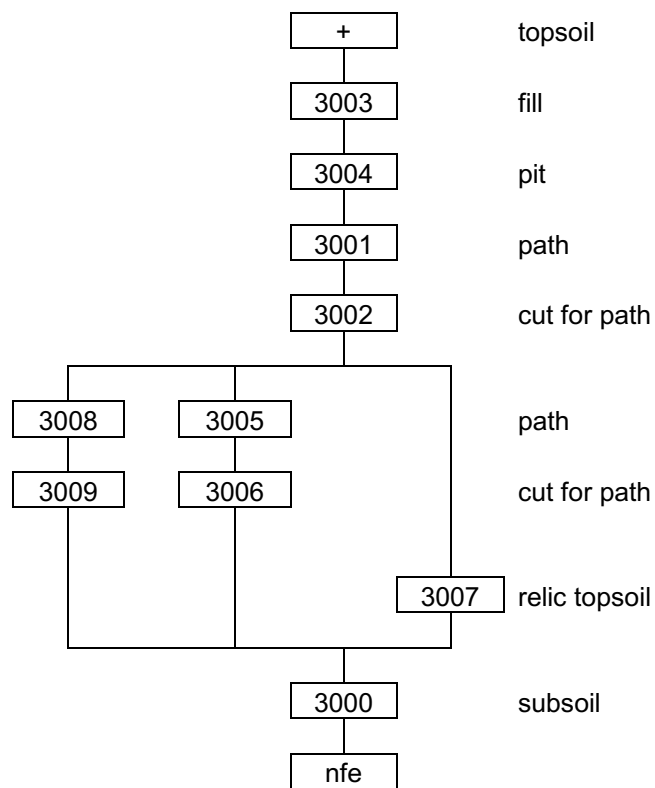 + topsoil
3003 fill
3004 pit
3001 path
3002 cut for path
3008 3005 path
3009 3006 cut for path
3007 relic topsoil
3000 subsoil
nfe